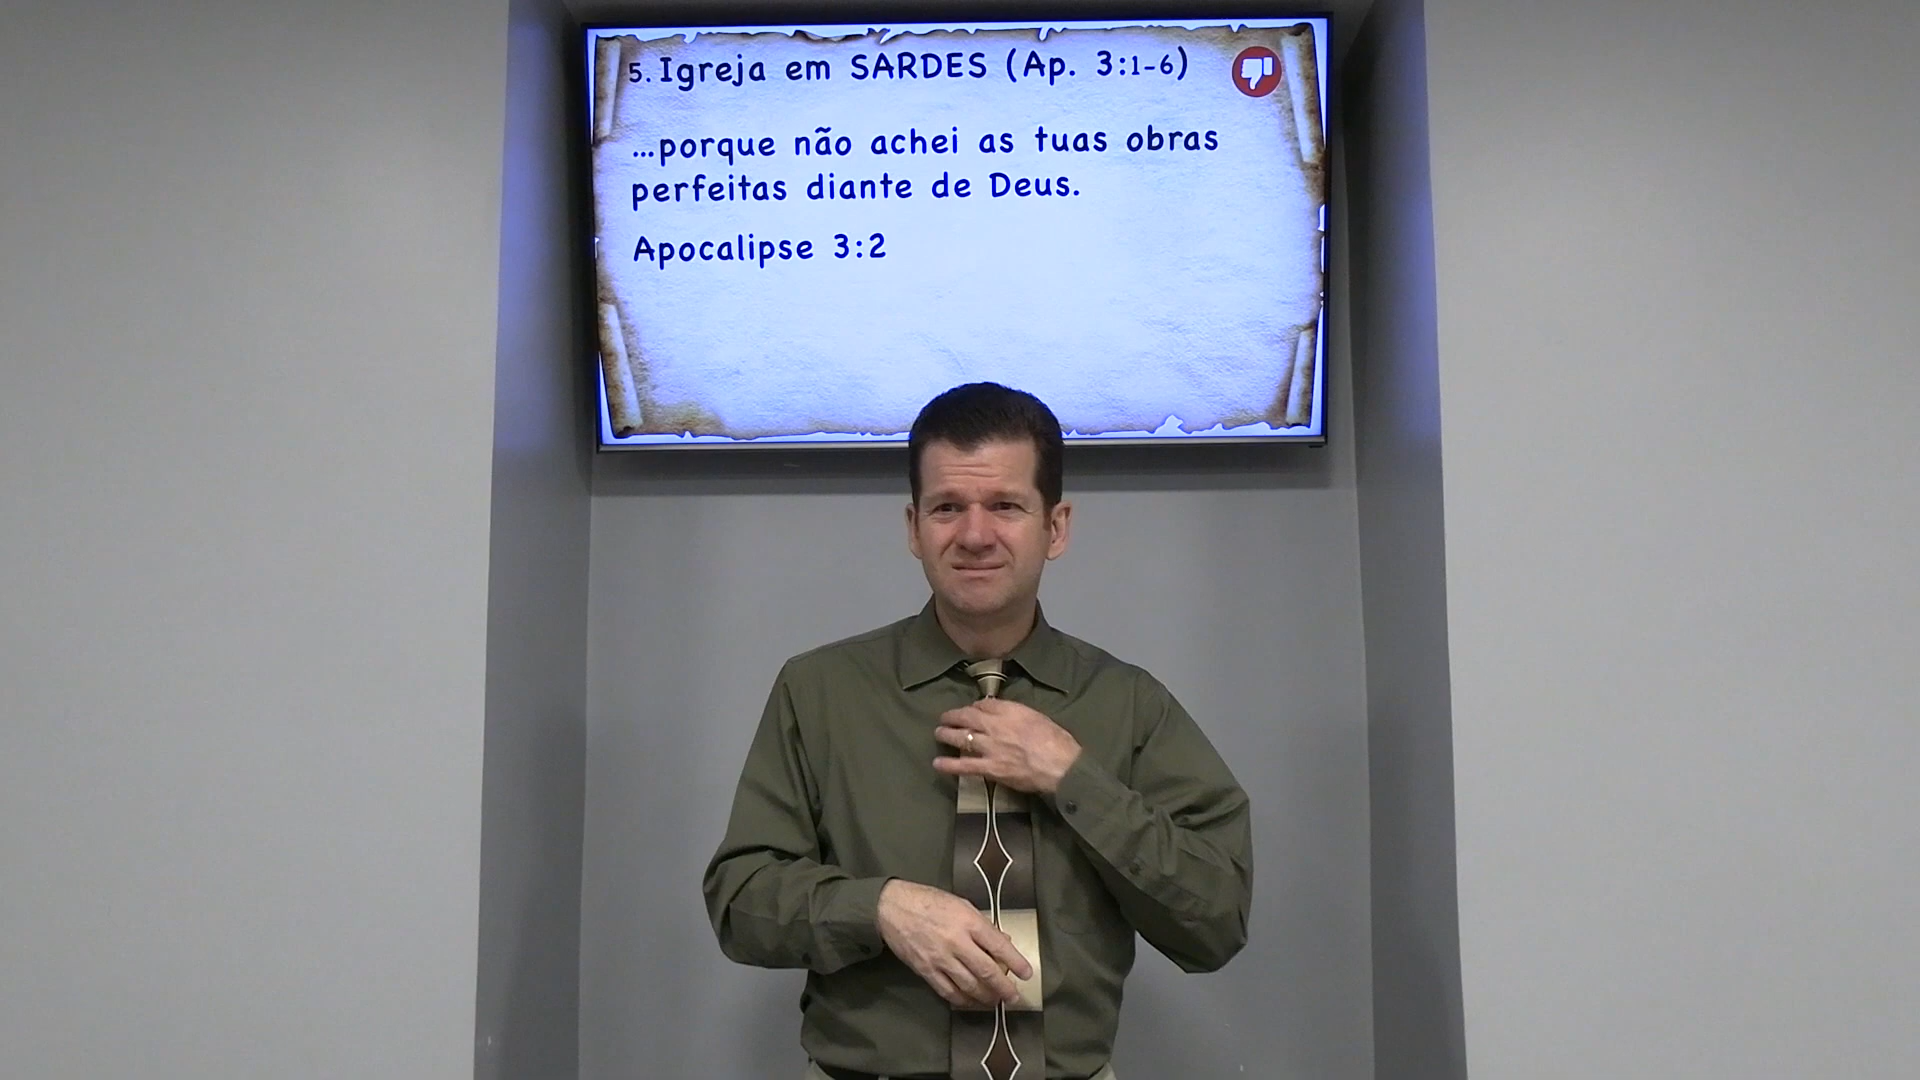 5. Igreja em SARDES (Ap. 3:1-6)
...porque não achei as tuas obras
perfeitas diante de Deus.
Apocalipse 3:2